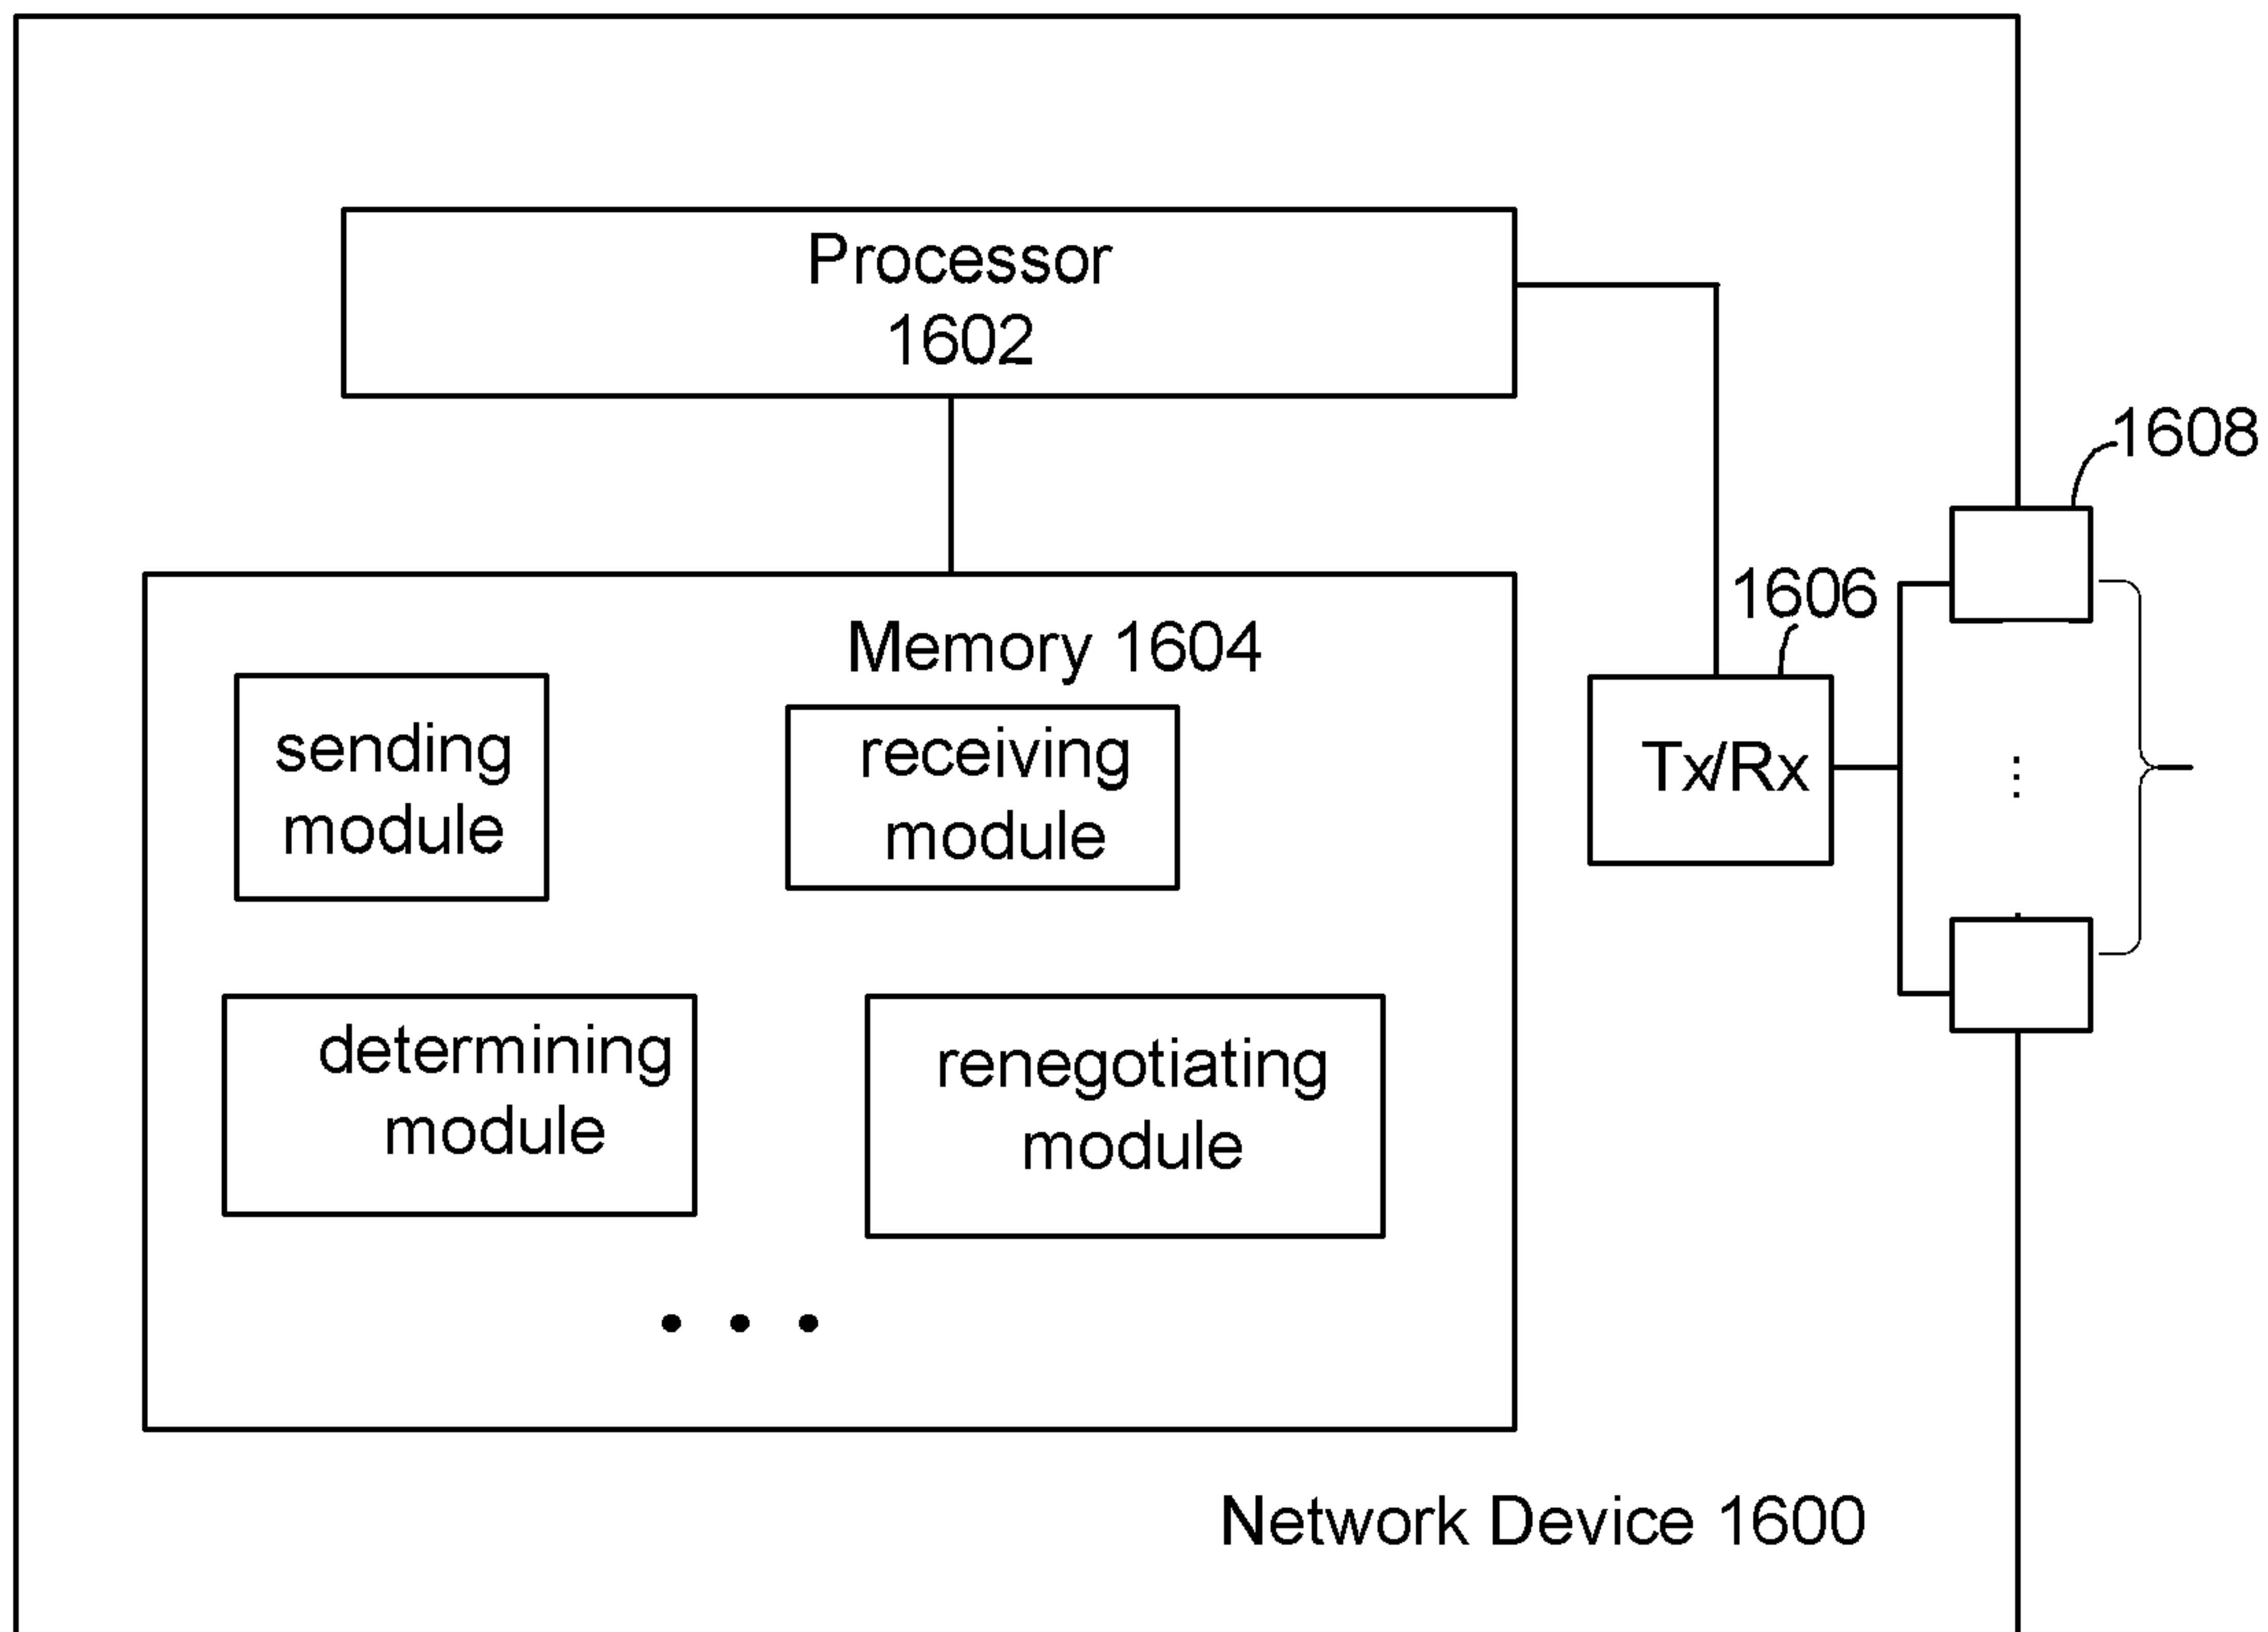 Processor
1602
1608
1606
Memory 1604
sending
module
receiving
module
Tx/Rx
determining
module
renegotiating
module
Network Device 1600